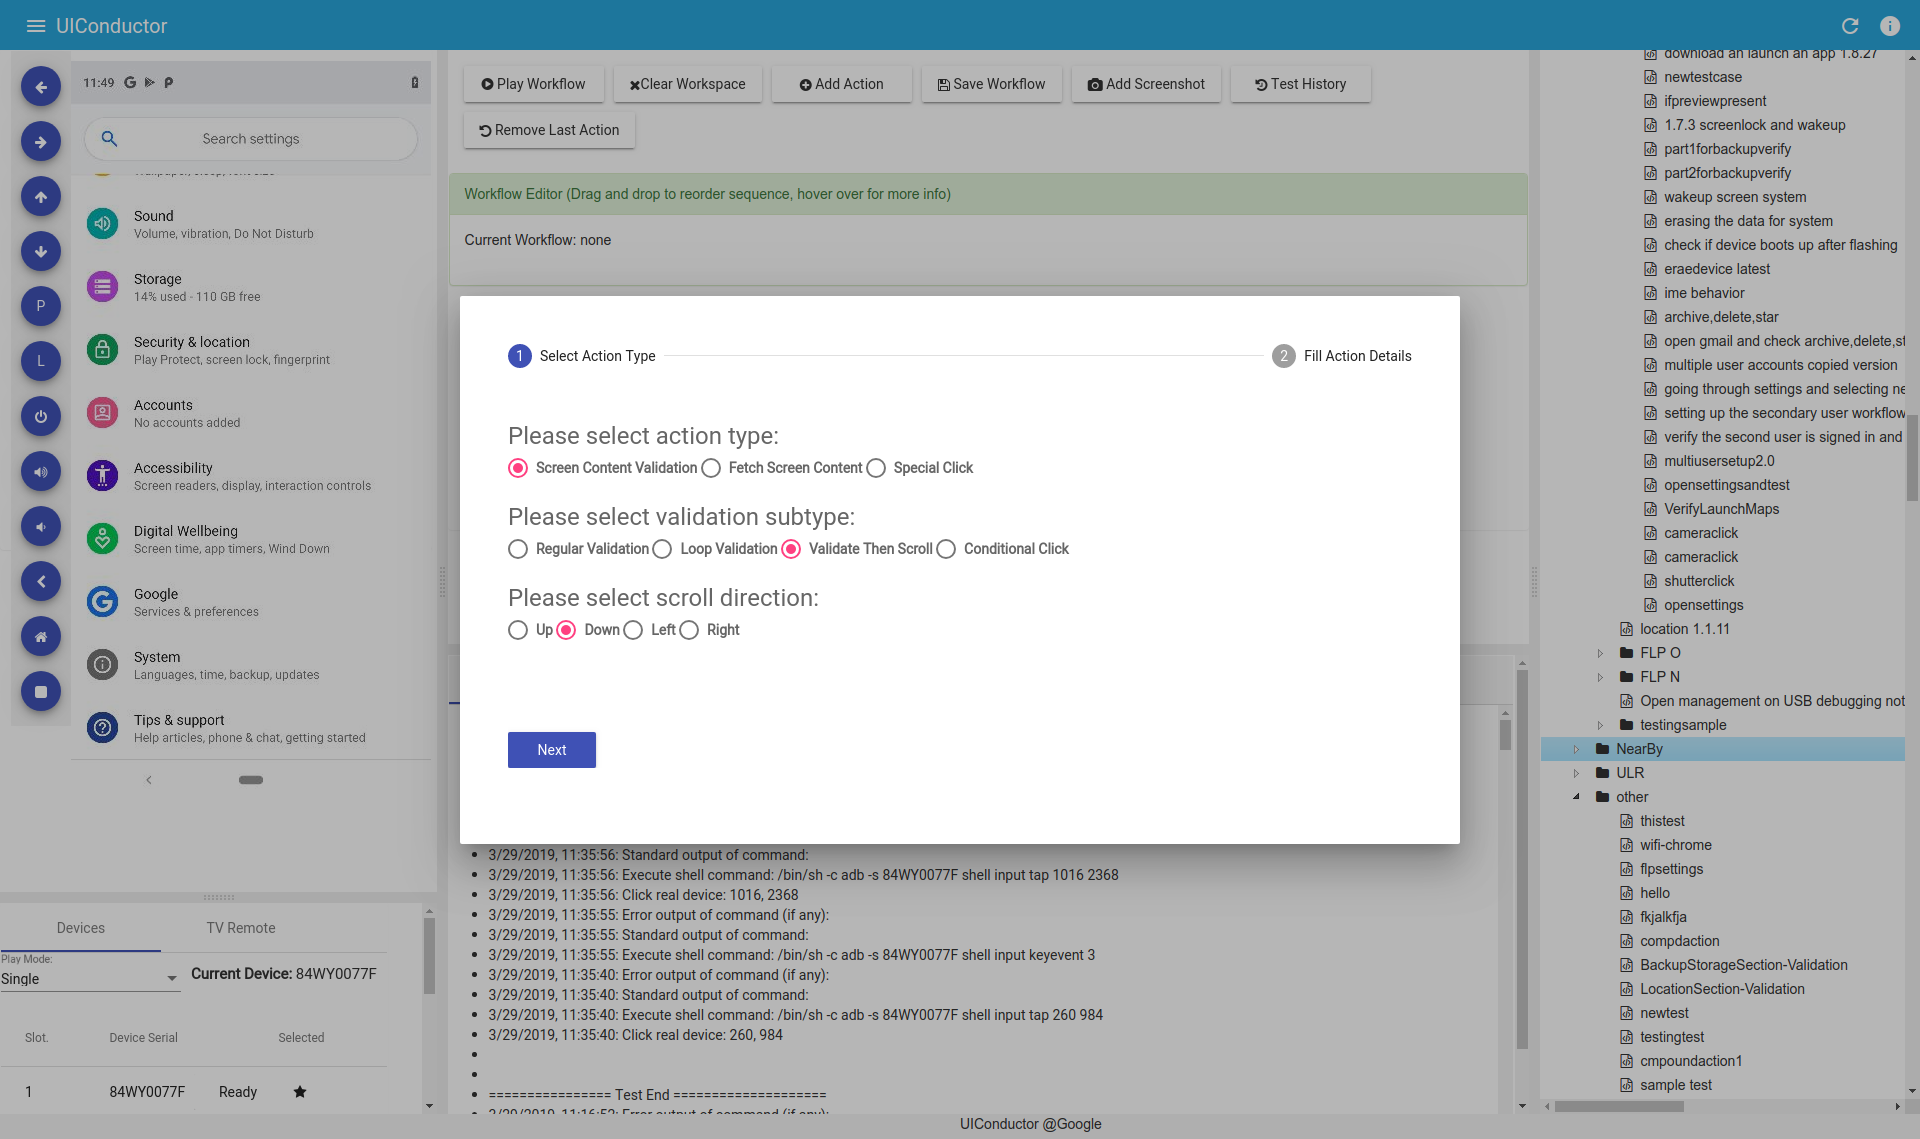 UIConductor
11:49
Search settings
Sound
Volume, vibration, Do Not Disturb
Storage
14% used - 110 GB free
Security & location
Play Protect, screen lock, fingerprint
Accounts
No accounts added
Accessibility
Screen readers, display, interaction controls
Digital Wellbeing
Screen time, app timers, Wind Down
Google
Services & preferences
System
Languages, time, backup, updates
Tips & support
Help articles, phone & chat, getting started
P
L
Devices
TV Remote
Play Mode:
Single
Current Device: 84WY0077F
Slot. Device Serial Selected
1 84WY0077F Ready
Play Workflow
Clear Workspace
Add Action
Save Workflow
Add Screenshot
Test History
Remove Last Action
Workflow Editor (Drag and drop to reorder sequence, hover over for more info)
Current Workflow: none
1 Select Action Type
2 Fill Action Details
Please select action type:
Screen Content Validation Fetch Screen Content Special Click
Please select validation subtype:
Regular Validation Loop Validation Validate Then Scroll Conditional Click
Please select scroll direction:
Up Down Left Right
Next
3/29/2019, 11:35:56: Standard output of command:
3/29/2019, 11:35:56: Execute shell command: /bin/sh -c adb -s 84WY0077F shell input tap 1016 2368
3/29/2019, 11:35:56: Click real device: 1016, 2368
3/29/2019, 11:35:55: Error output of command (if any):
3/29/2019, 11:35:55: Standard output of command:
3/29/2019, 11:35:55: Execute shell command: /bin/sh -c adb -s 84WY0077F shell input keyevent 3
3/29/2019, 11:35:40: Error output of command (if any):
3/29/2019, 11:35:40: Standard output of command:
3/29/2019, 11:35:40: Execute shell command: /bin/sh -c adb -s 84WY0077F shell input tap 260 984
3/29/2019, 11:35:40: Click real device: 260, 984
================ Test End ====================
3/29/2019, 11:16:52: Error output of command (if any):
download an launch an app 1.8.27
newtestcase
ifpreviewpresent
1.7.3 screenlock and wakeup
part1forbackupverify
part2forbackupverify
wakeup screen system
erasing the data for system
check if device boots up after flashing
eraedevice latest
ime behavior
archive,delete,star
open gmail and check archive,delete,st
multiple user accounts copied version
going through settings and selecting ne
setting up the secondary user workflow
verify the second user is signed in and
multiusersetup2.0
opensettingsandtest
VerifyLaunchMaps
cameraclick
cameraclick
shutterclick
opensettings
location 1.1.11
FLP O
FLP N
Open management on USB debugging not
testingsample
NearBy
ULR
other
thistest
wifi-chrome
flpsettings
hello
fkjalkfja
compdaction
BackupStorageSection-Validation
LocationSection-Validation
newtest
testingtest
cmpoundaction1
sample test
UIConductor @Google